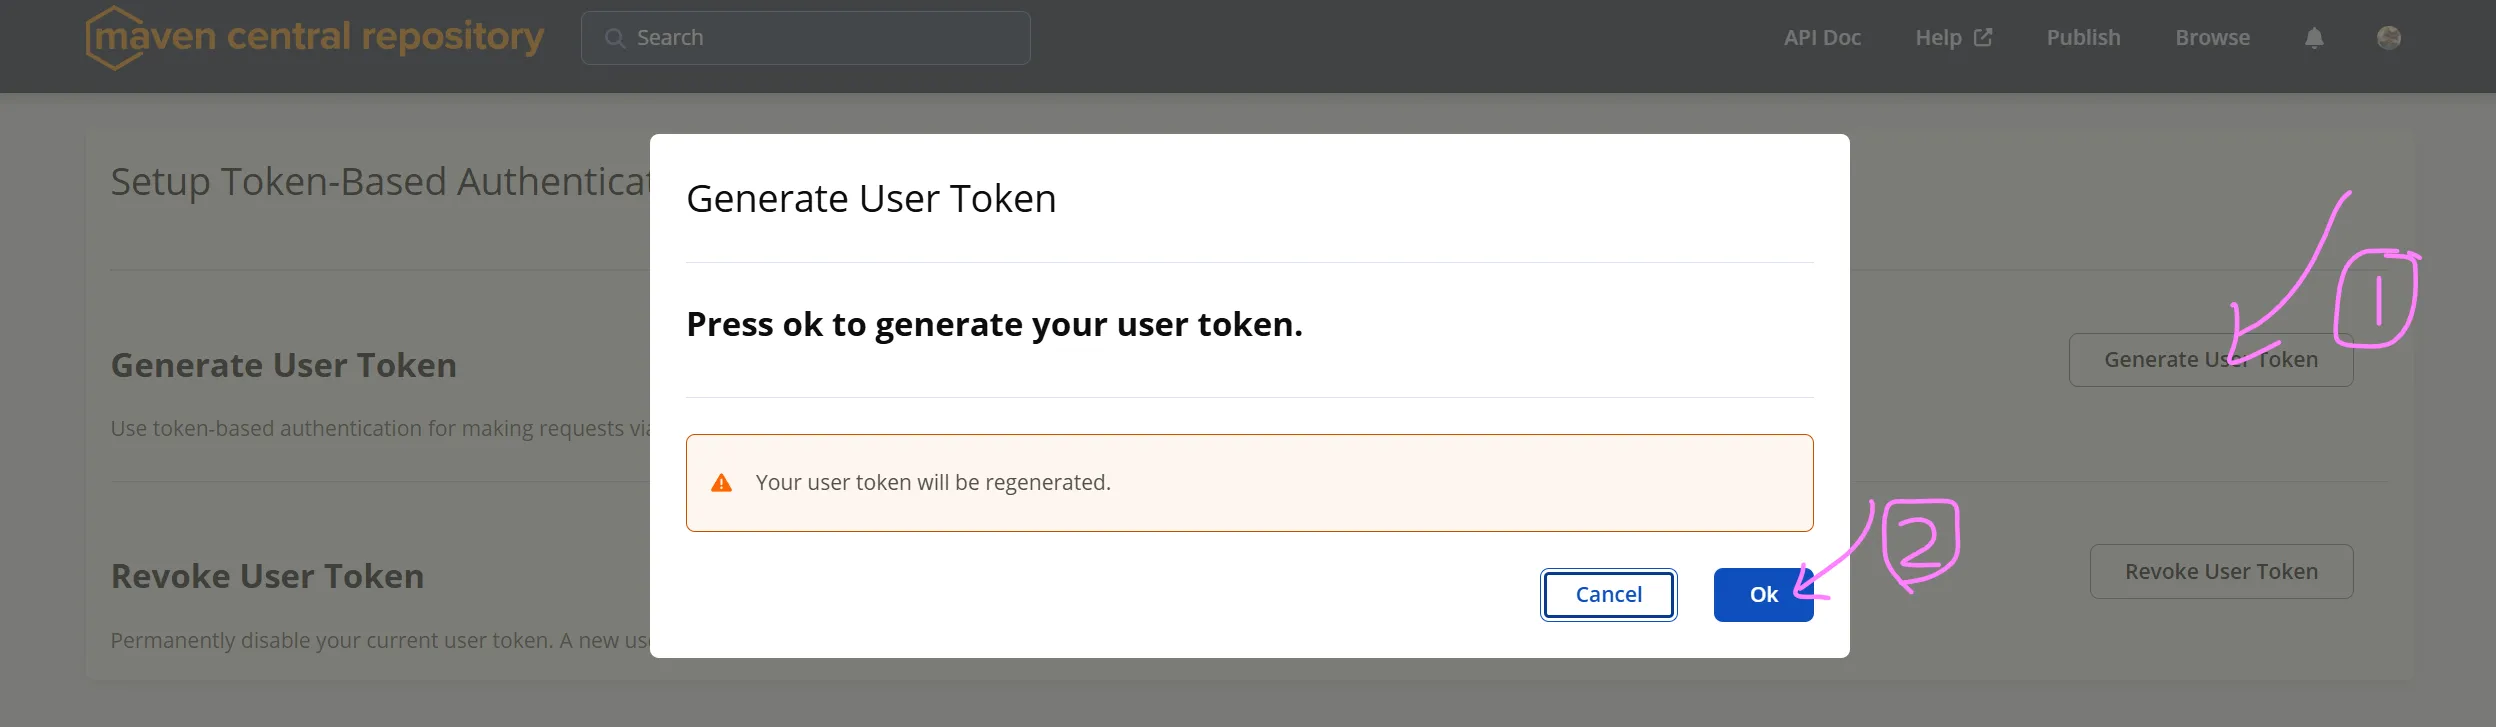 maven central repository
Search
API Doc
Help
Publish
Browse
Setup Token-Based Authenticat
Generate User Token
Press ok to generate your user token.
1
Generate User Token
Generate User Token
Use token-based authentication for making requests via
Your user token will be regenerated.
2
Cancel
Ok
Revoke User Token
Revoke User Token
Permanently disable your current user token. A new use